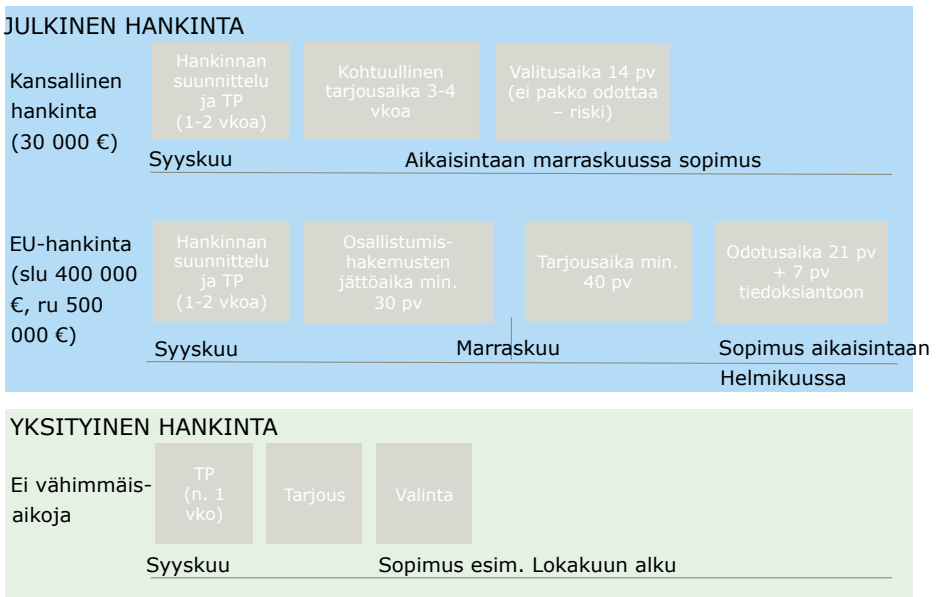 JULKINEN HANKINTA
Kansallinen
hankinta
(30 000 €)
Hankinnan
suunnittelu
ja TP
(1-2 vkoa)
Kohtuullinen
tarjousaika 3-4
vkoa
Valitusaika 14 pv
(ei pakko odottaa
– riski)
Syyskuu
Aikaisintaan marraskuussa sopimus
EU-hankinta
(slu 400 000
€, ru 500
000 €)
Hankinnan
suunnittelu
ja TP
(1-2 vkoa)
Osallistumis-
hakemusten
jättöaika min.
30 pv
Tarjousaika min.
40 pv
Odotusaika 21 pv
+ 7 pv
tiedoksiantoon
Syyskuu
Marraskuu
Sopimus aikaisintaan
Helmikuussa
YKSITYINEN HANKINTA
Ei vähimmäis-
aikoja
TP
(n. 1
vko)
Tarjous
Valinta
Syyskuu
Sopimus esim. Lokakuun alku